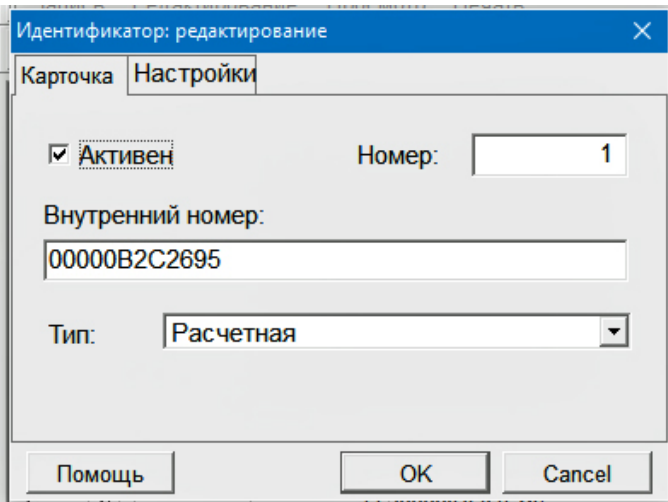 Идентификатор: редактирование
Карточка Настройки
Активен Номер: 1
Внутренний номер:
00000B2C2695
Тип: Расчетная
Помощь OK Cancel